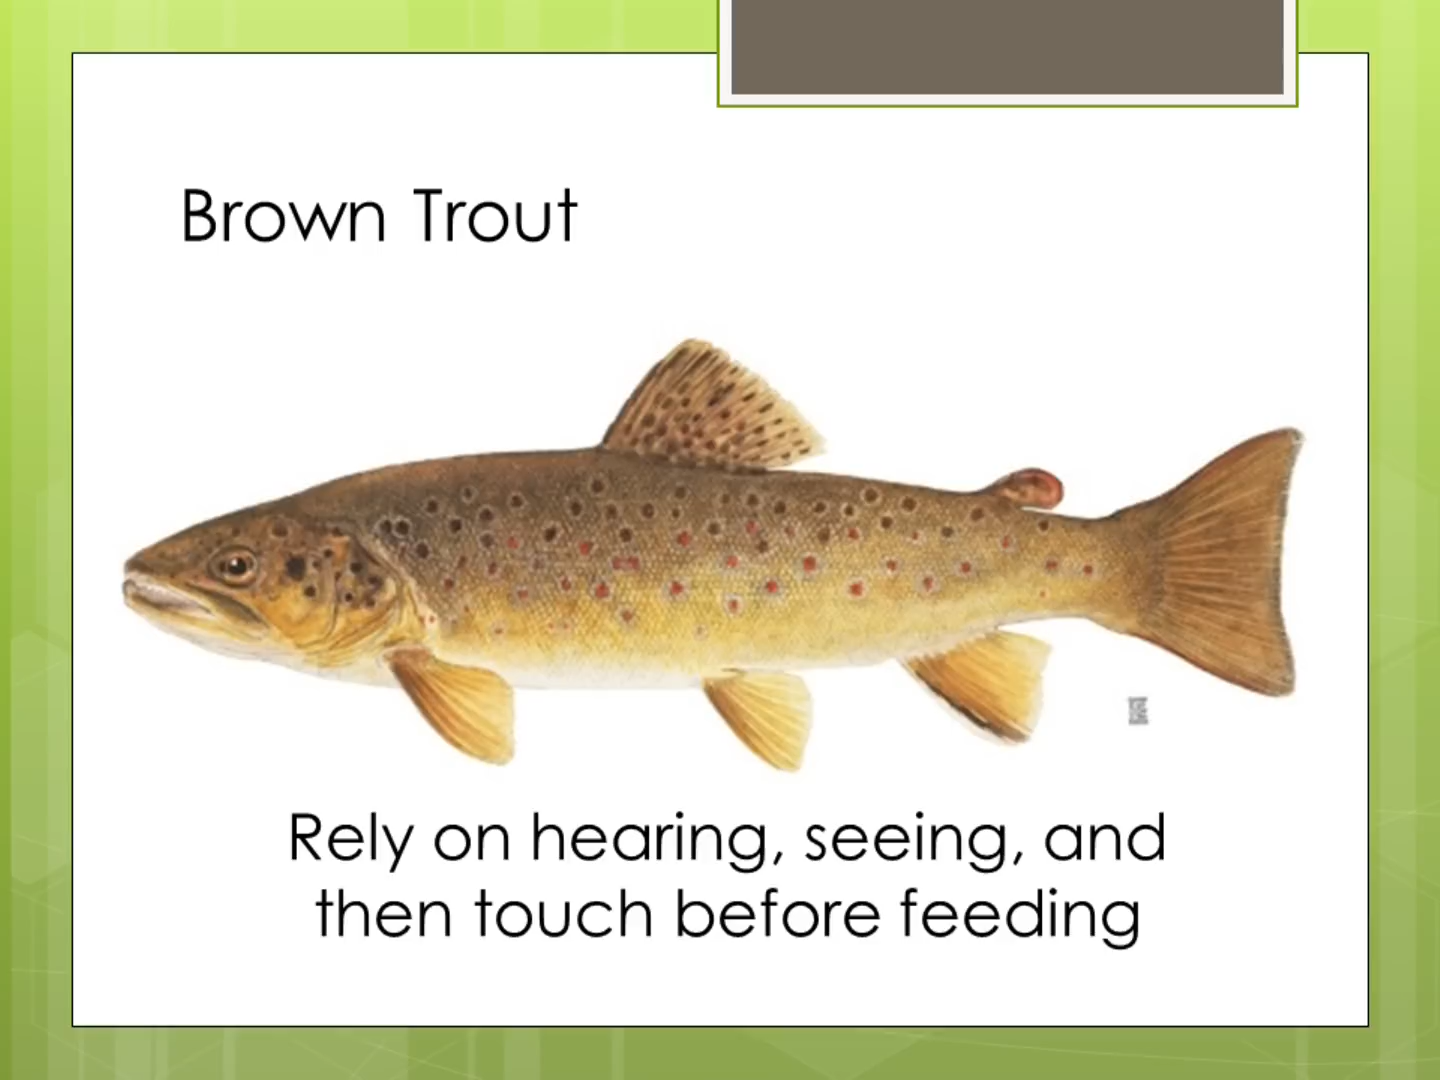 Brown Trout
Rely on hearing, seeing, and
then touch before feeding